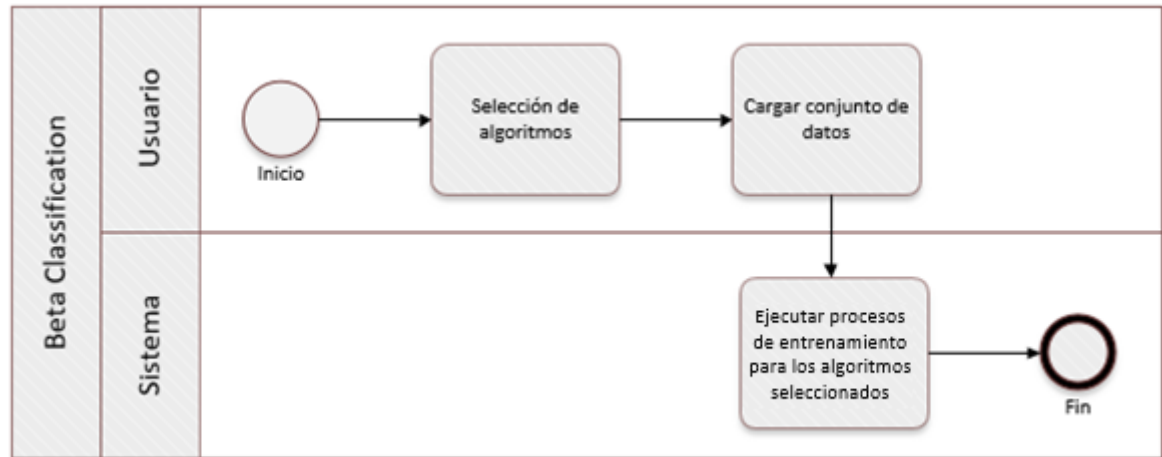 Beta Classification
Usuario
Inicio
Selección de
algoritmos
Cargar conjunto de
datos
Sistema
Ejecutar procesos
de entrenamiento
para los algoritmos
seleccionados
Fin